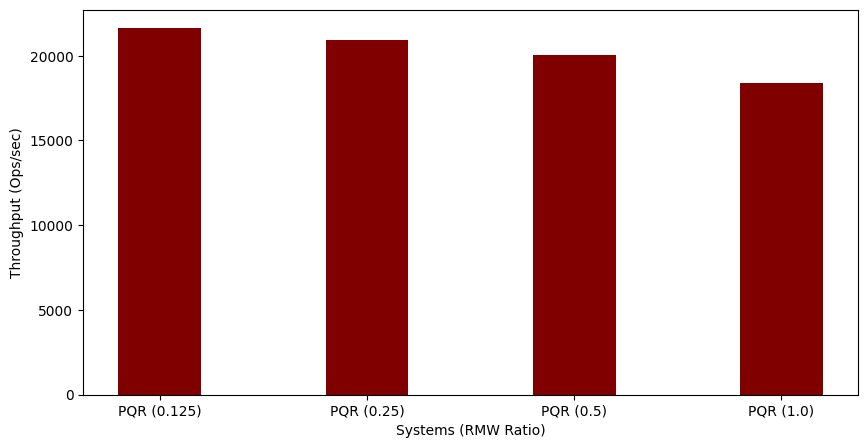 Throughput (Ops/sec)
20000
15000
10000
5000
0
PQR (0.125) PQR (0.25) PQR (0.5) PQR (1.0)
Systems (RMW Ratio)